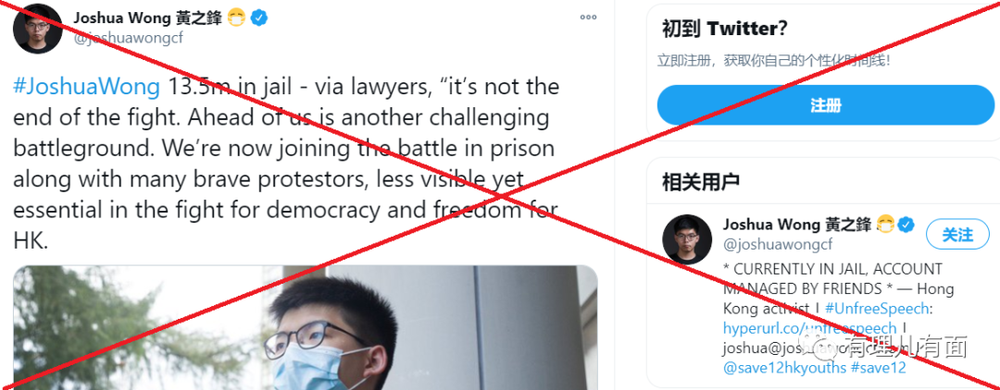 Joshua Wong 黃之鋒
@joshuawongcf
#JoshuaWong 13.5m in jail - via lawyers, “it’s not the
end of the fight. Ahead of us is another challenging
battleground. We’re now joining the battle in prison
along with many brave protestors, less visible yet
essential in the fight for democracy and freedom for
HK.
初到 Twitter？
立即注册，获取你自己的个性化时间线！
注册
相关用户
Joshua Wong 黃之鋒
@joshuawongcf
关注
* CURRENTLY IN JAIL, ACCOUNT
MANAGED BY FRIENDS * — Hong
Kong activist | #UnfreeSpeech:
hyperurl.co/unfreespeech |
@save12hkyouths #save12
有理儿有面